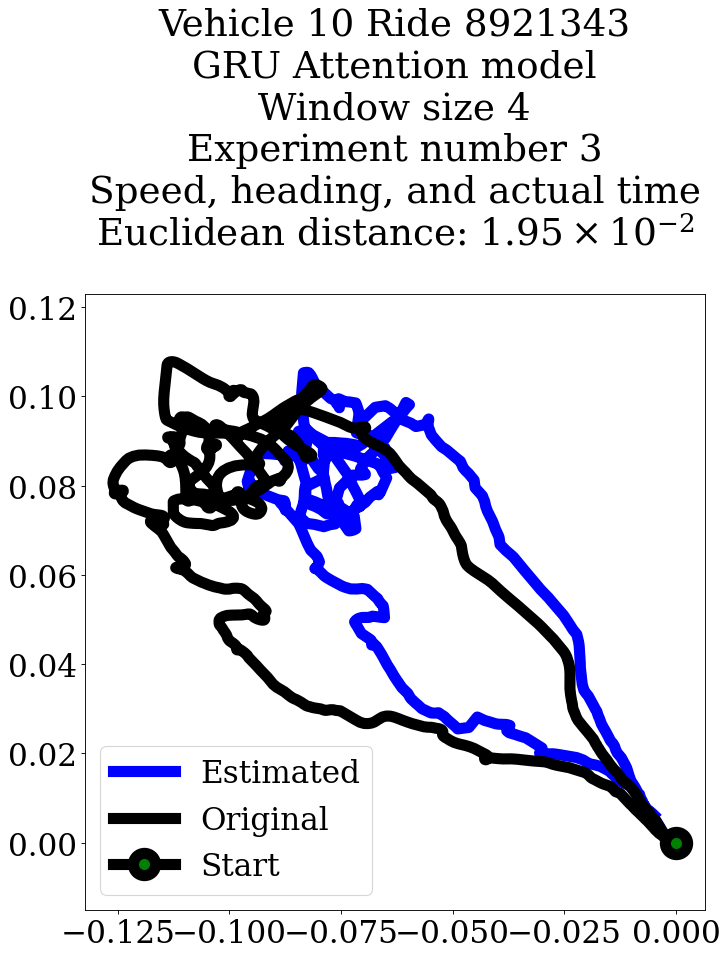 Vehicle 10 Ride 8921343
GRU Attention model
Window size 4
Experiment number 3
Speed, heading, and actual time
Euclidean distance: 1.95 × 10⁻²
0.12
0.10
0.08
0.06
0.04
0.02
0.00
Estimated
Original
Start
−0.125 −0.100 −0.075 −0.050 −0.025 0.000